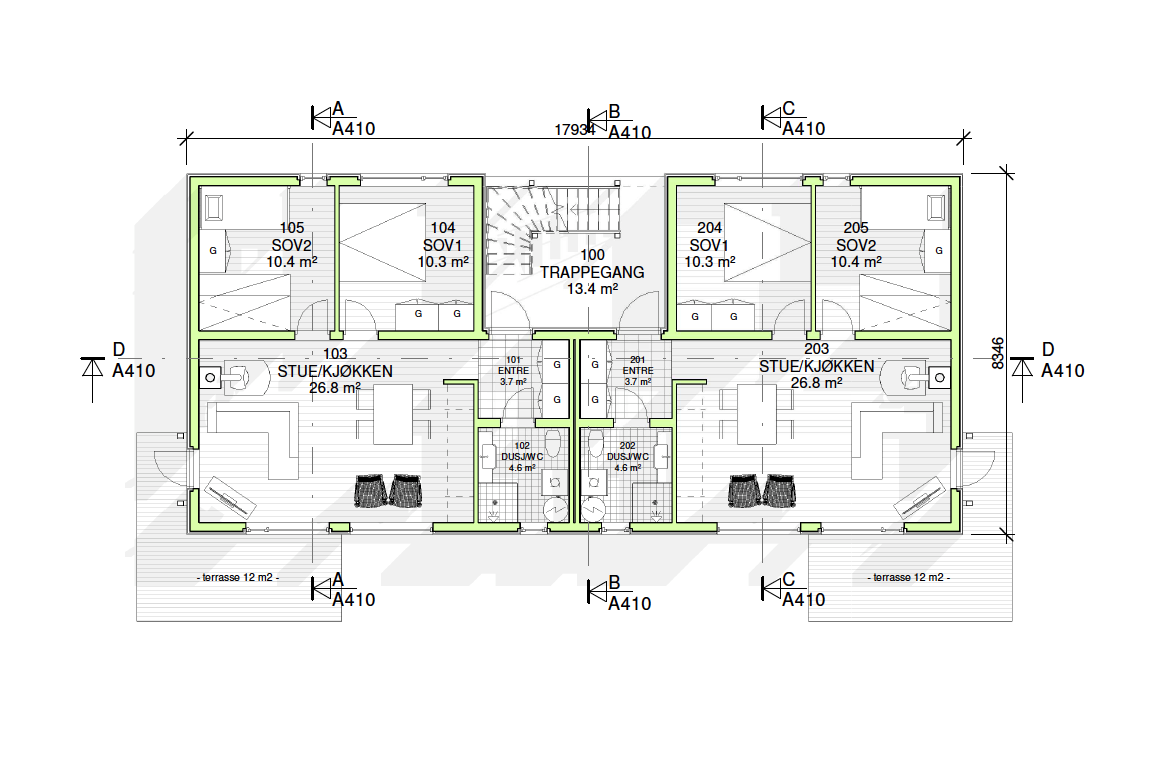 A
A410
B
A410
C
A410
17934
105
SOV2
10.4 m²
104
SOV1
10.3 m²
204
SOV1
10.3 m²
205
SOV2
10.4 m²
G
G
100
TRAPPEGANG
13.4 m²
G
G
G
G
D
A410
103
STUE/KJØKKEN
26.8 m²
101
ENTRE
3.7 m²
G
G
G
G
201
ENTRE
3.7 m²
203
STUE/KJØKKEN
26.8 m²
8346
D
A410
102
DUSJ/WC
4.6 m²
202
DUSJ/WC
4.6 m²
- terrasse 12 m2 -
A
A410
B
A410
C
A410
- terrasse 12 m2 -